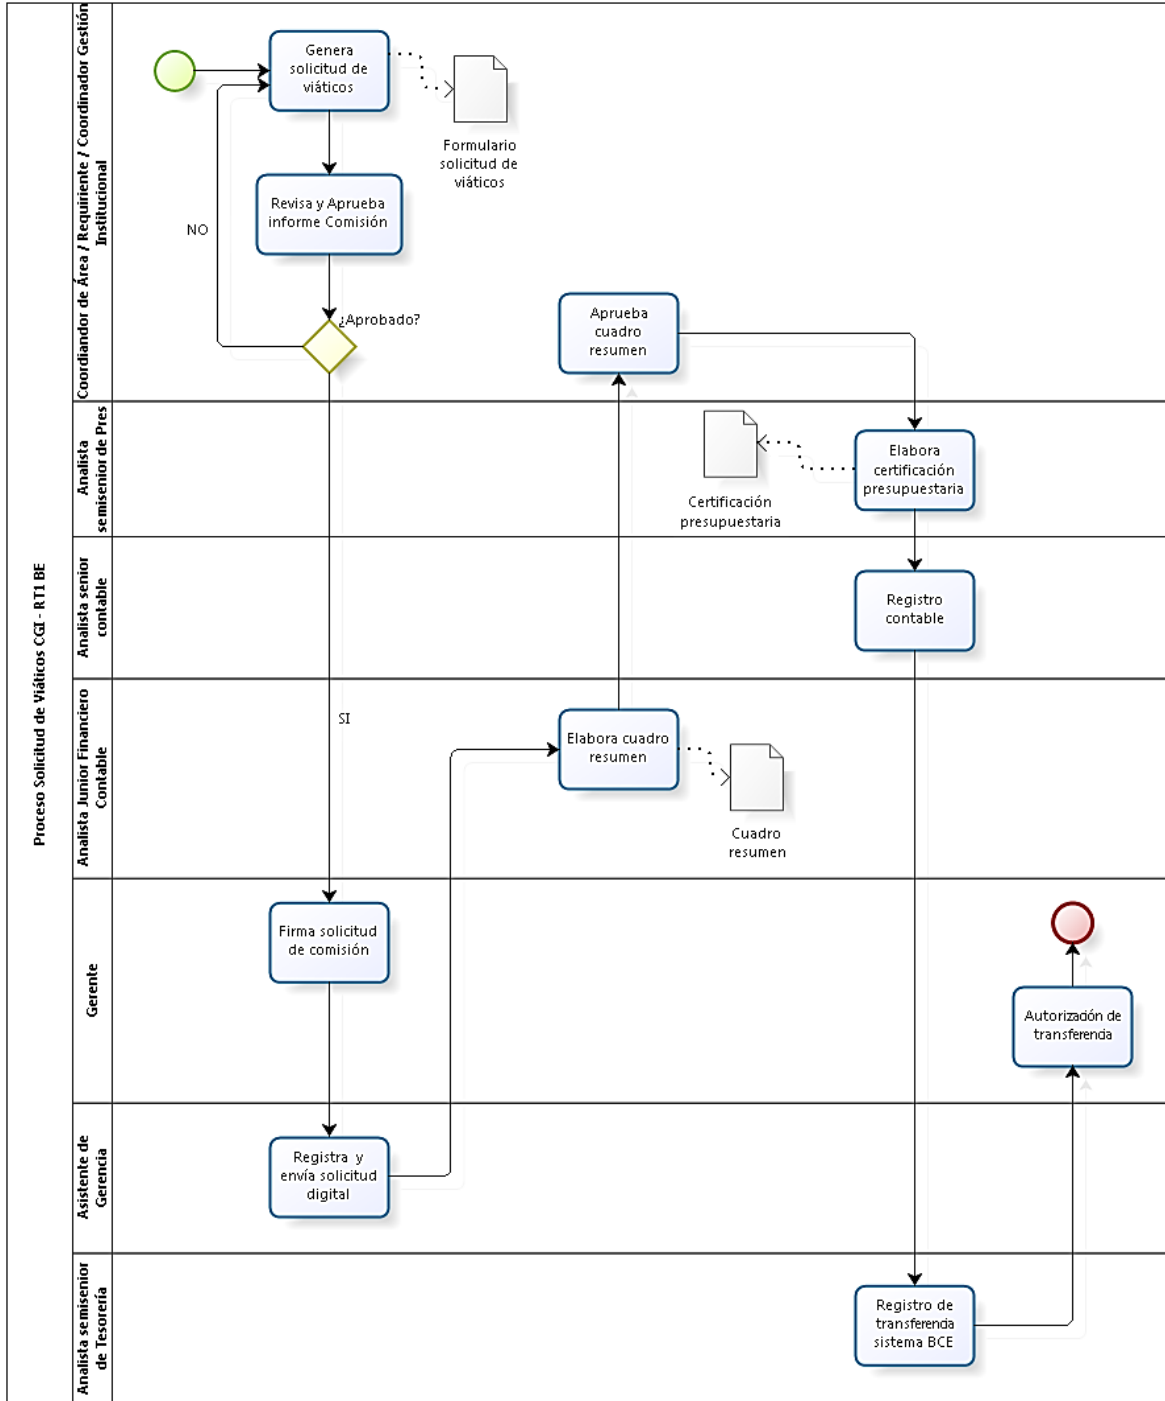 Proceso Solicitud de Viáticos CGI - RT1 BE
Coordiandor de Área / Requiriente / Coordinador Gestión
Institucional
Genera
solicitud de
viáticos
Formulario
solicitud de
viáticos
Revisa y Aprueba
informe Comisión
NO
¿Aprobado?
Aprueba
cuadro
resumen
Analista
semisenior de Pres
Elabora
certificación
presupuestaria
Certificación
presupuestaria
Analista senior
contable
Registro
contable
Analista Junior Financiero
Contable
SI
Elabora cuadro
resumen
Cuadro
resumen
Gerente
Firma solicitud
de comisión
Autorización de
transferencia
Asistente de
Gerencia
Registra y
envía solicitud
digital
Analista semisenior
de Tesorería
Registro de
transferencia
sistema BCE